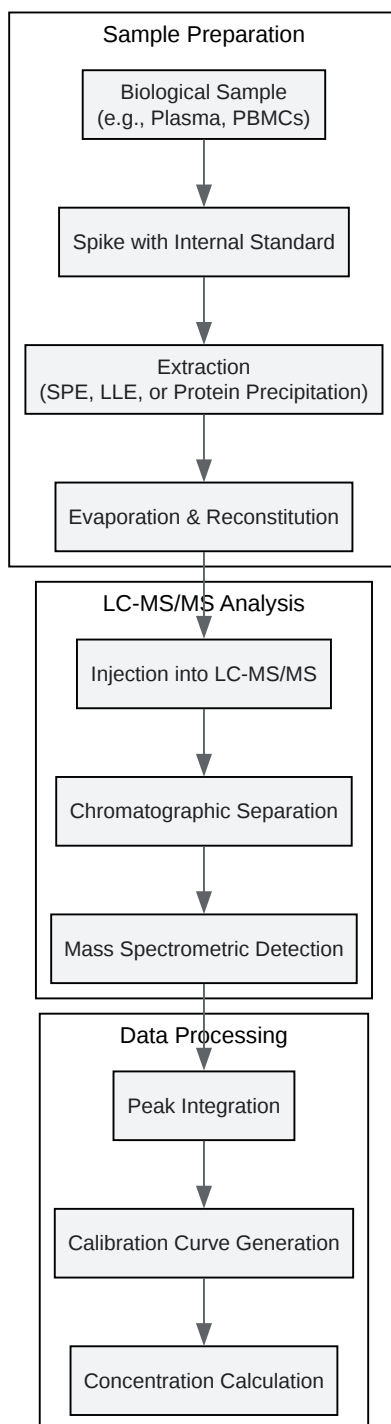 Sample Preparation
Biological Sample
(e.g., Plasma, PBMCs)
Spike with Internal Standard
Extraction
(SPE, LLE, or Protein Precipitation)
Evaporation & Reconstitution
LC-MS/MS Analysis
Injection into LC-MS/MS
Chromatographic Separation
Mass Spectrometric Detection
Data Processing
Peak Integration
Calibration Curve Generation
Concentration Calculation